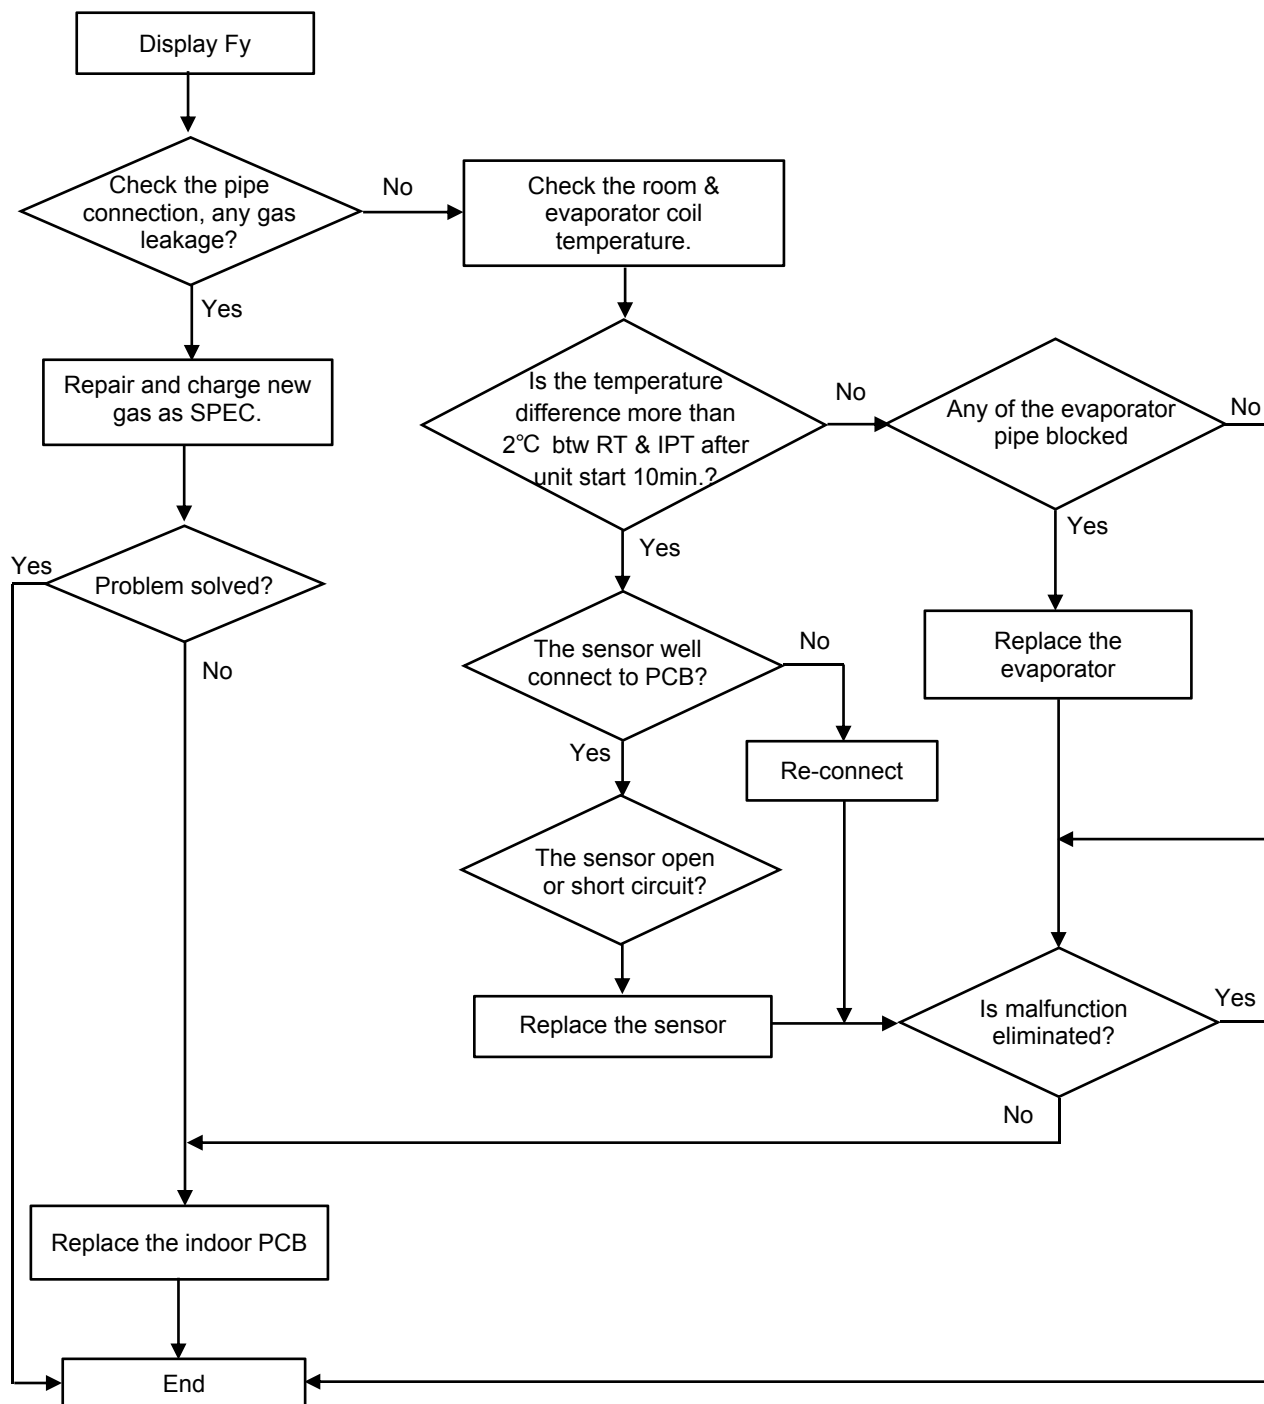 Display Fy
Check the pipe
connection, any gas
leakage?
No
Check the room &
evaporator coil
temperature.
Yes
Repair and charge new
gas as SPEC.
Is the temperature
difference more than
2℃ btw RT & IPT after
unit start 10min.?
No
Any of the evaporator
pipe blocked
No
Yes
Yes
Yes
Problem solved?
No
The sensor well
connect to PCB?
No
Replace the
evaporator
Yes
Re-connect
The sensor open
or short circuit?
Replace the sensor
Is malfunction
eliminated?
Yes
No
Replace the indoor PCB
End